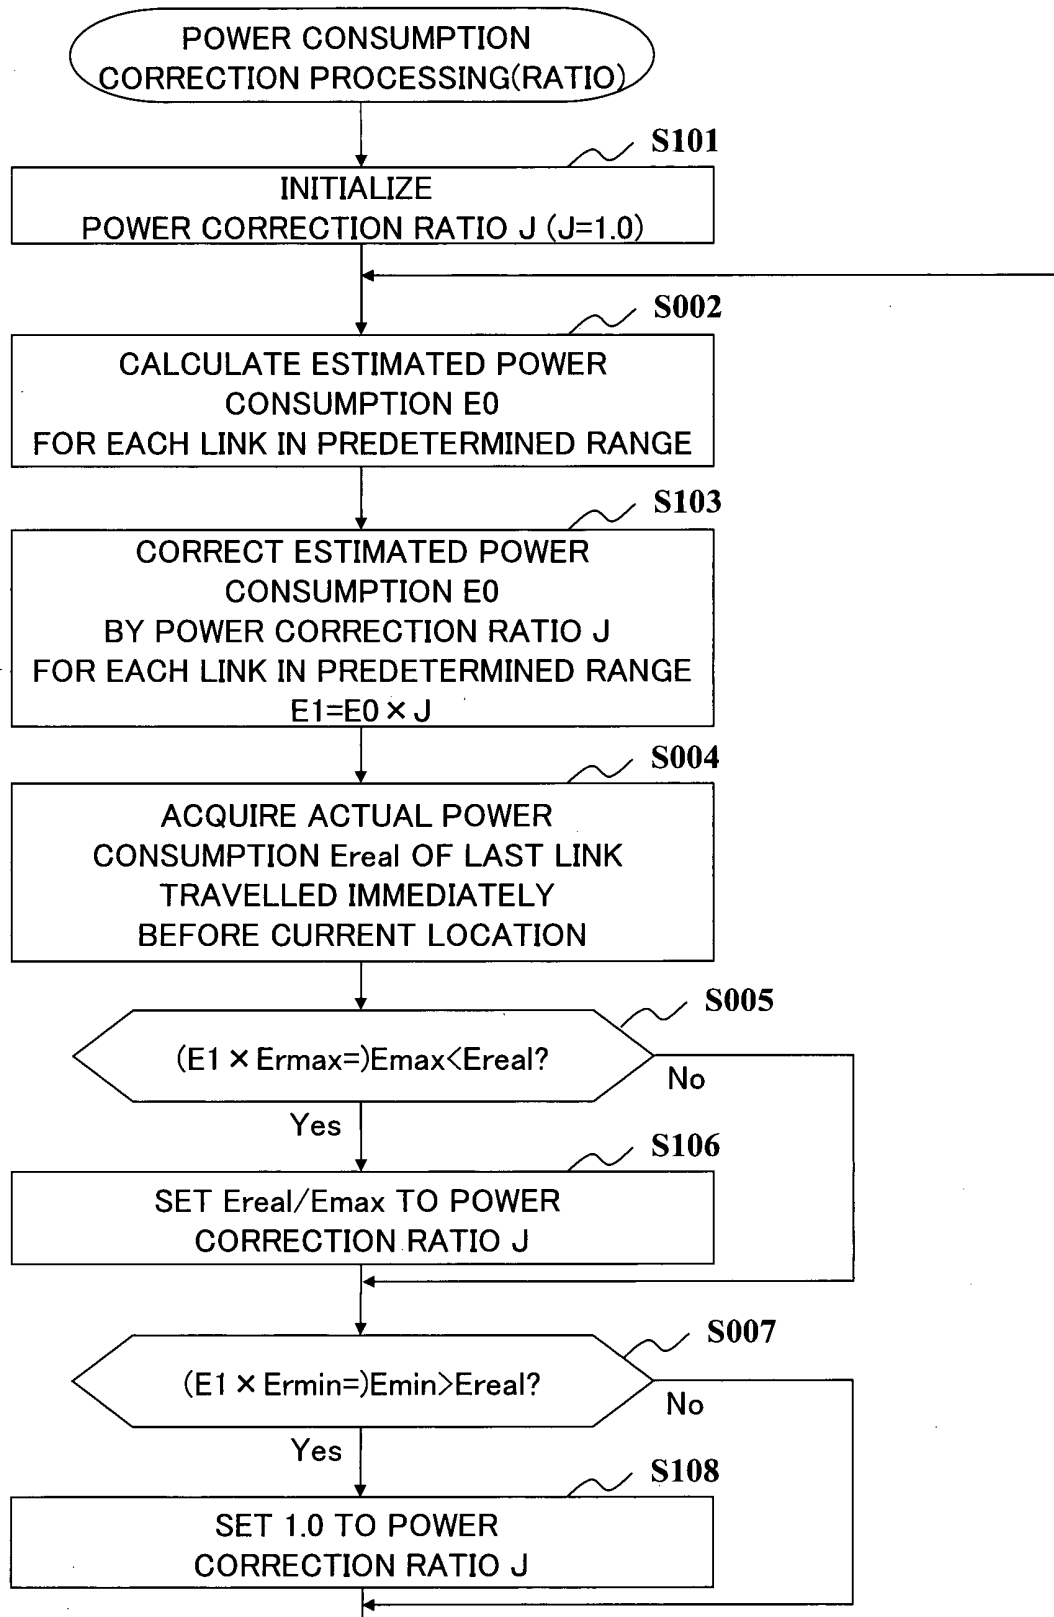 POWER CONSUMPTION
CORRECTION PROCESSING(RATIO)
S101
INITIALIZE
POWER CORRECTION RATIO J (J=1.0)
S002
CALCULATE ESTIMATED POWER
CONSUMPTION E0
FOR EACH LINK IN PREDETERMINED RANGE
S103
CORRECT ESTIMATED POWER
CONSUMPTION E0
BY POWER CORRECTION RATIO J
FOR EACH LINK IN PREDETERMINED RANGE
E1=E0×J
S004
ACQUIRE ACTUAL POWER
CONSUMPTION Ereal OF LAST LINK
TRAVELLED IMMEDIATELY
BEFORE CURRENT LOCATION
S005
(E1×Ermax=)Emax<Ereal?
No
Yes
S106
SET Ereal/Emax TO POWER
CORRECTION RATIO J
S007
(E1×Ermin=)Emin>Ereal?
No
Yes
S108
SET 1.0 TO POWER
CORRECTION RATIO J